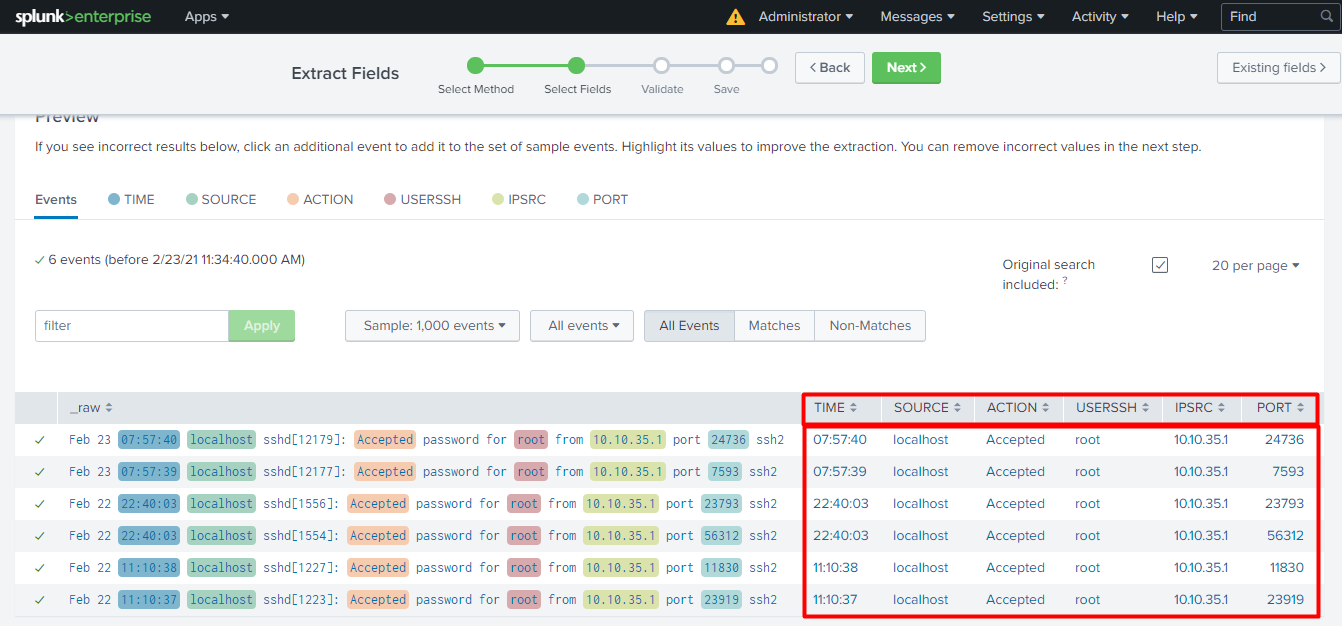 splunk>enterprise Apps Administrator Messages Settings Activity Help Find
Extract Fields
Select Method Select Fields Validate Save
Back Next Existing fields
Preview
If you see incorrect results below, click an additional event to add it to the set of sample events. Highlight its values to improve the extraction. You can remove incorrect values in the next step.
Events TIME SOURCE ACTION USERSSH IPSRC PORT
6 events (before 2/23/21 11:34:40.000 AM)
Original search included: ?
20 per page
filter Apply Sample: 1,000 events All events All Events Matches Non-Matches
_raw TIME SOURCE ACTION USERSSH IPSRC PORT
Feb 23 07:57:40 localhost sshd[12179]: Accepted password for root from 10.10.35.1 port 24736 ssh2 07:57:40 localhost Accepted root 10.10.35.1 24736
Feb 23 07:57:39 localhost sshd[12177]: Accepted password for root from 10.10.35.1 port 7593 ssh2 07:57:39 localhost Accepted root 10.10.35.1 7593
Feb 22 22:40:03 localhost sshd[1556]: Accepted password for root from 10.10.35.1 port 23793 ssh2 22:40:03 localhost Accepted root 10.10.35.1 23793
Feb 22 22:40:03 localhost sshd[1554]: Accepted password for root from 10.10.35.1 port 56312 ssh2 22:40:03 localhost Accepted root 10.10.35.1 56312
Feb 22 11:10:38 localhost sshd[1227]: Accepted password for root from 10.10.35.1 port 11830 ssh2 11:10:38 localhost Accepted root 10.10.35.1 11830
Feb 22 11:10:37 localhost sshd[1223]: Accepted password for root from 10.10.35.1 port 23919 ssh2 11:10:37 localhost Accepted root 10.10.35.1 23919